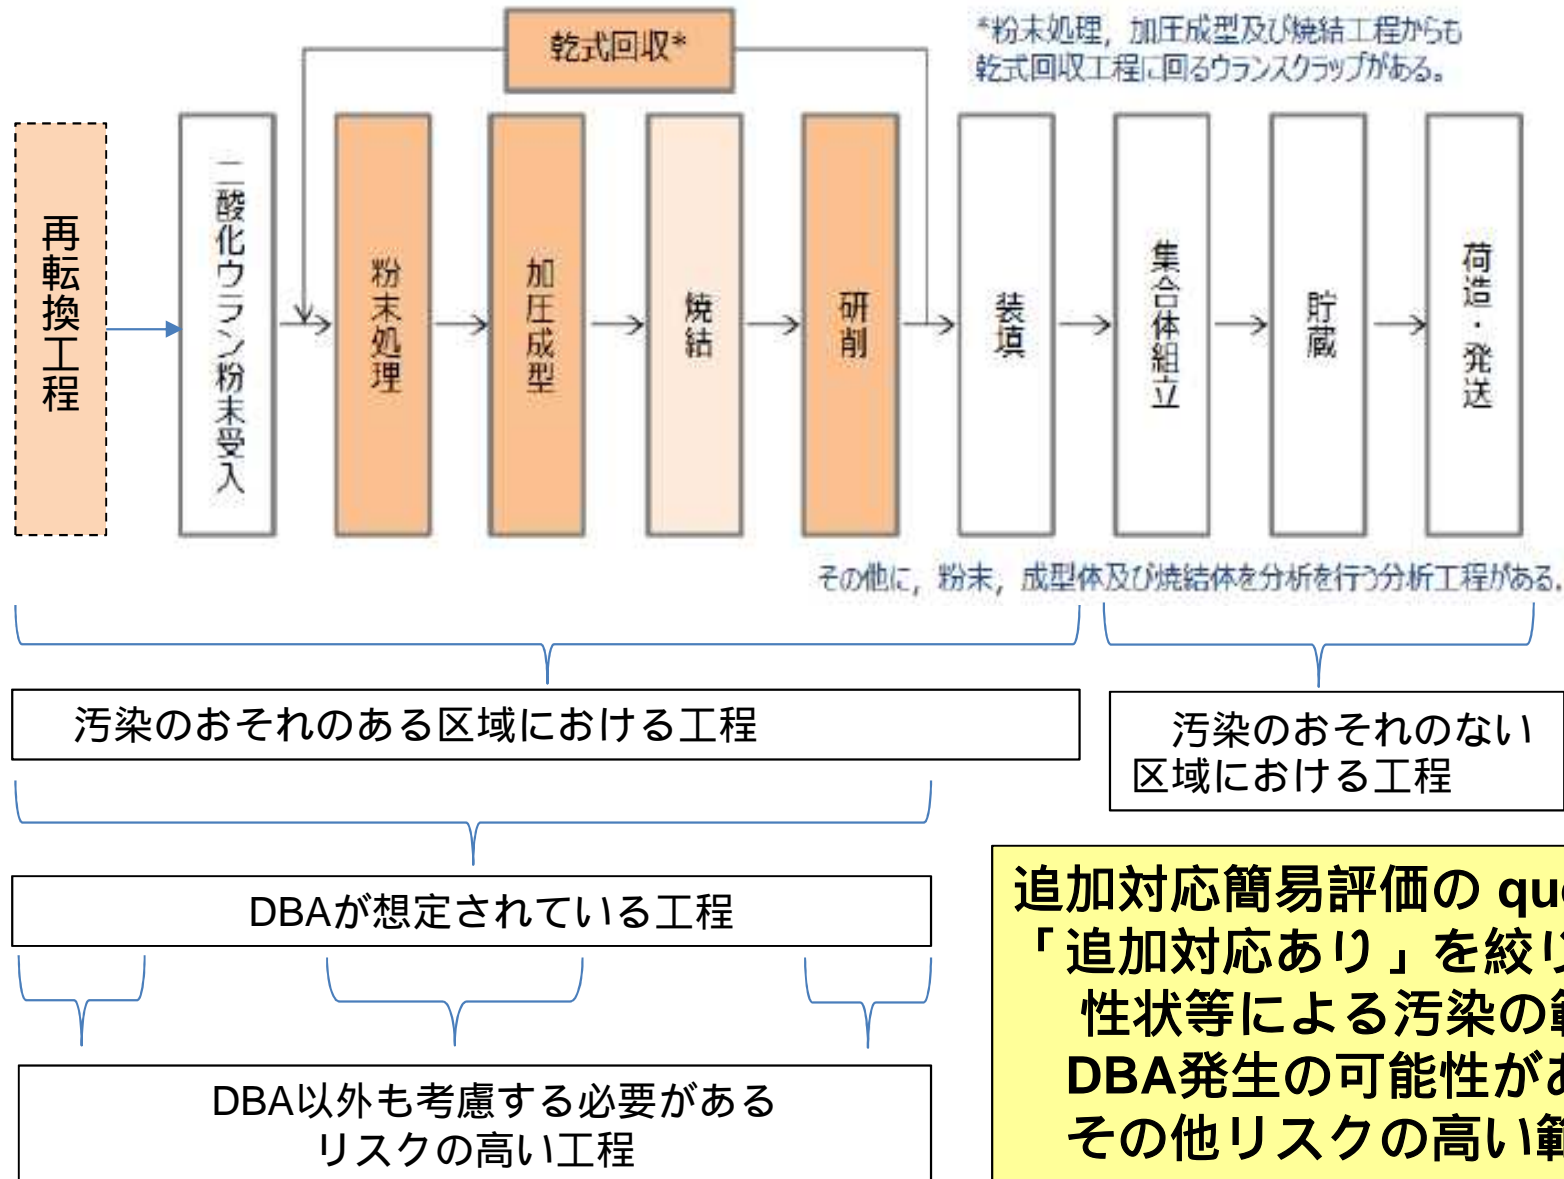 乾式回収*
*粉末処理，加圧成型及び焼結工程からも
乾式回収工程に回るウランスクラップがある。
再転換工程
二酸化ウラン粉末受入
粉末処理
加圧成型
焼結
研削
装填
集合体組立
貯蔵
荷造・発送
その他に，粉末，成型体及び焼結体を分析を行う分析工程がある．
汚染のおそれのある区域における工程
汚染のおそれのない
区域における工程
DBAが想定されている工程
DBA以外も考慮する必要がある
リスクの高い工程
追加対応簡易評価の
「追加対応あり」を絞り
性状等による汚染の範
DBA発生の可能性があ
その他リスクの高い範